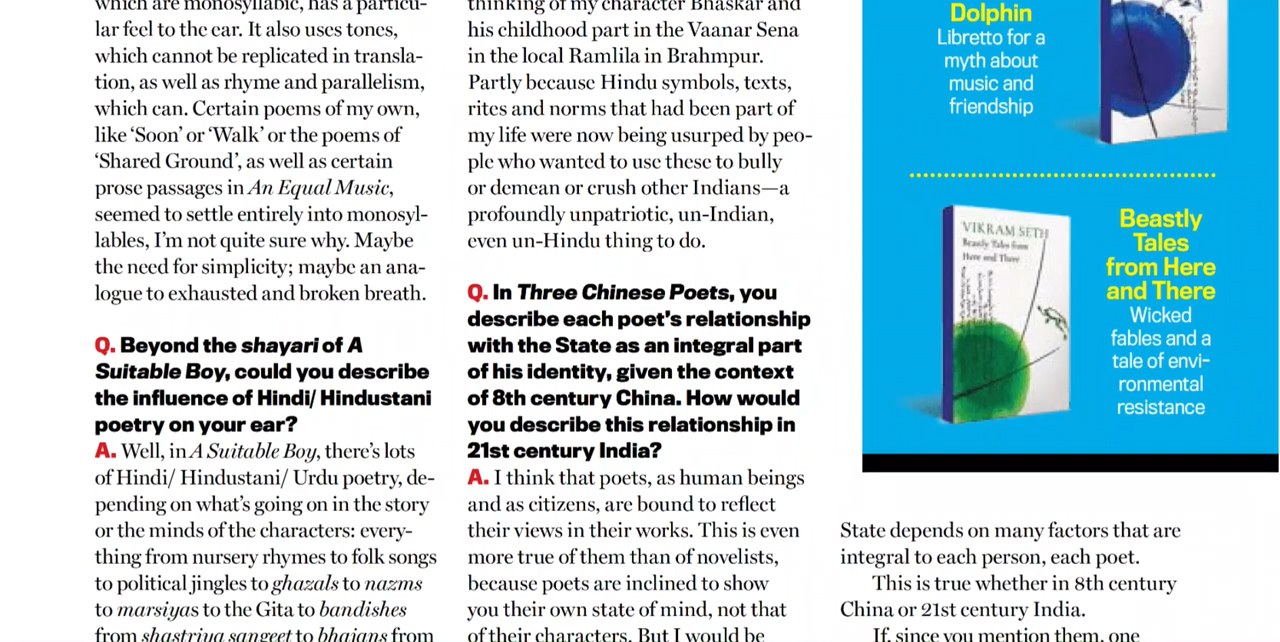 which are monosyllabic, has a particu-
lar feel to the ear. It also uses tones,
which cannot be replicated in transla-
tion, as well as rhyme and parallelism,
which can. Certain poems of my own,
like ‘Soon’ or ‘Walk’ or the poems of
‘Shared Ground’, as well as certain
prose passages in An Equal Music,
seemed to settle entirely into monosyl-
lables, I’m not quite sure why. Maybe
the need for simplicity; maybe an ana-
logue to exhausted and broken breath.
Q. Beyond the shayari of A
Suitable Boy, could you describe
the influence of Hindi/ Hindustani
poetry on your ear?
A. Well, in A Suitable Boy, there’s lots
of Hindi/ Hindustani/ Urdu poetry, de-
pending on what’s going on in the story
or the minds of the characters: every-
thing from nursery rhymes to folk songs
to political jingles to ghazals to nazms
to marsiyas to the Gita to bandishes
from shastriya sangeet to bhajans from
thinking of my character Bhaskar and
his childhood part in the Vaanar Sena
in the local Ramlila in Brahmpur.
Partly because Hindu symbols, texts,
rites and norms that had been part of
my life were now being usurped by peo-
ple who wanted to use these to bully
or demean or crush other Indians—a
profoundly unpatriotic, un-Indian,
even un-Hindu thing to do.
Q. In Three Chinese Poets, you
describe each poet’s relationship
with the State as an integral part
of his identity, given the context
of 8th century China. How would
you describe this relationship in
21st century India?
A. I think that poets, as human beings
and as citizens, are bound to reflect
their views in their works. This is even
more true of them than of novelists,
because poets are inclined to show
you their own state of mind, not that
of their characters. But I would be
Dolphin
Libretto for a
myth about
music and
friendship
VIKRAM SETH
Beastly Tales from
Here and There
Beastly
Tales
from Here
and There
Wicked
fables and a
tale of envi-
ronmental
resistance
State depends on many factors that are
integral to each person, each poet.
This is true whether in 8th century
China or 21st century India.
If, since you mention them, one